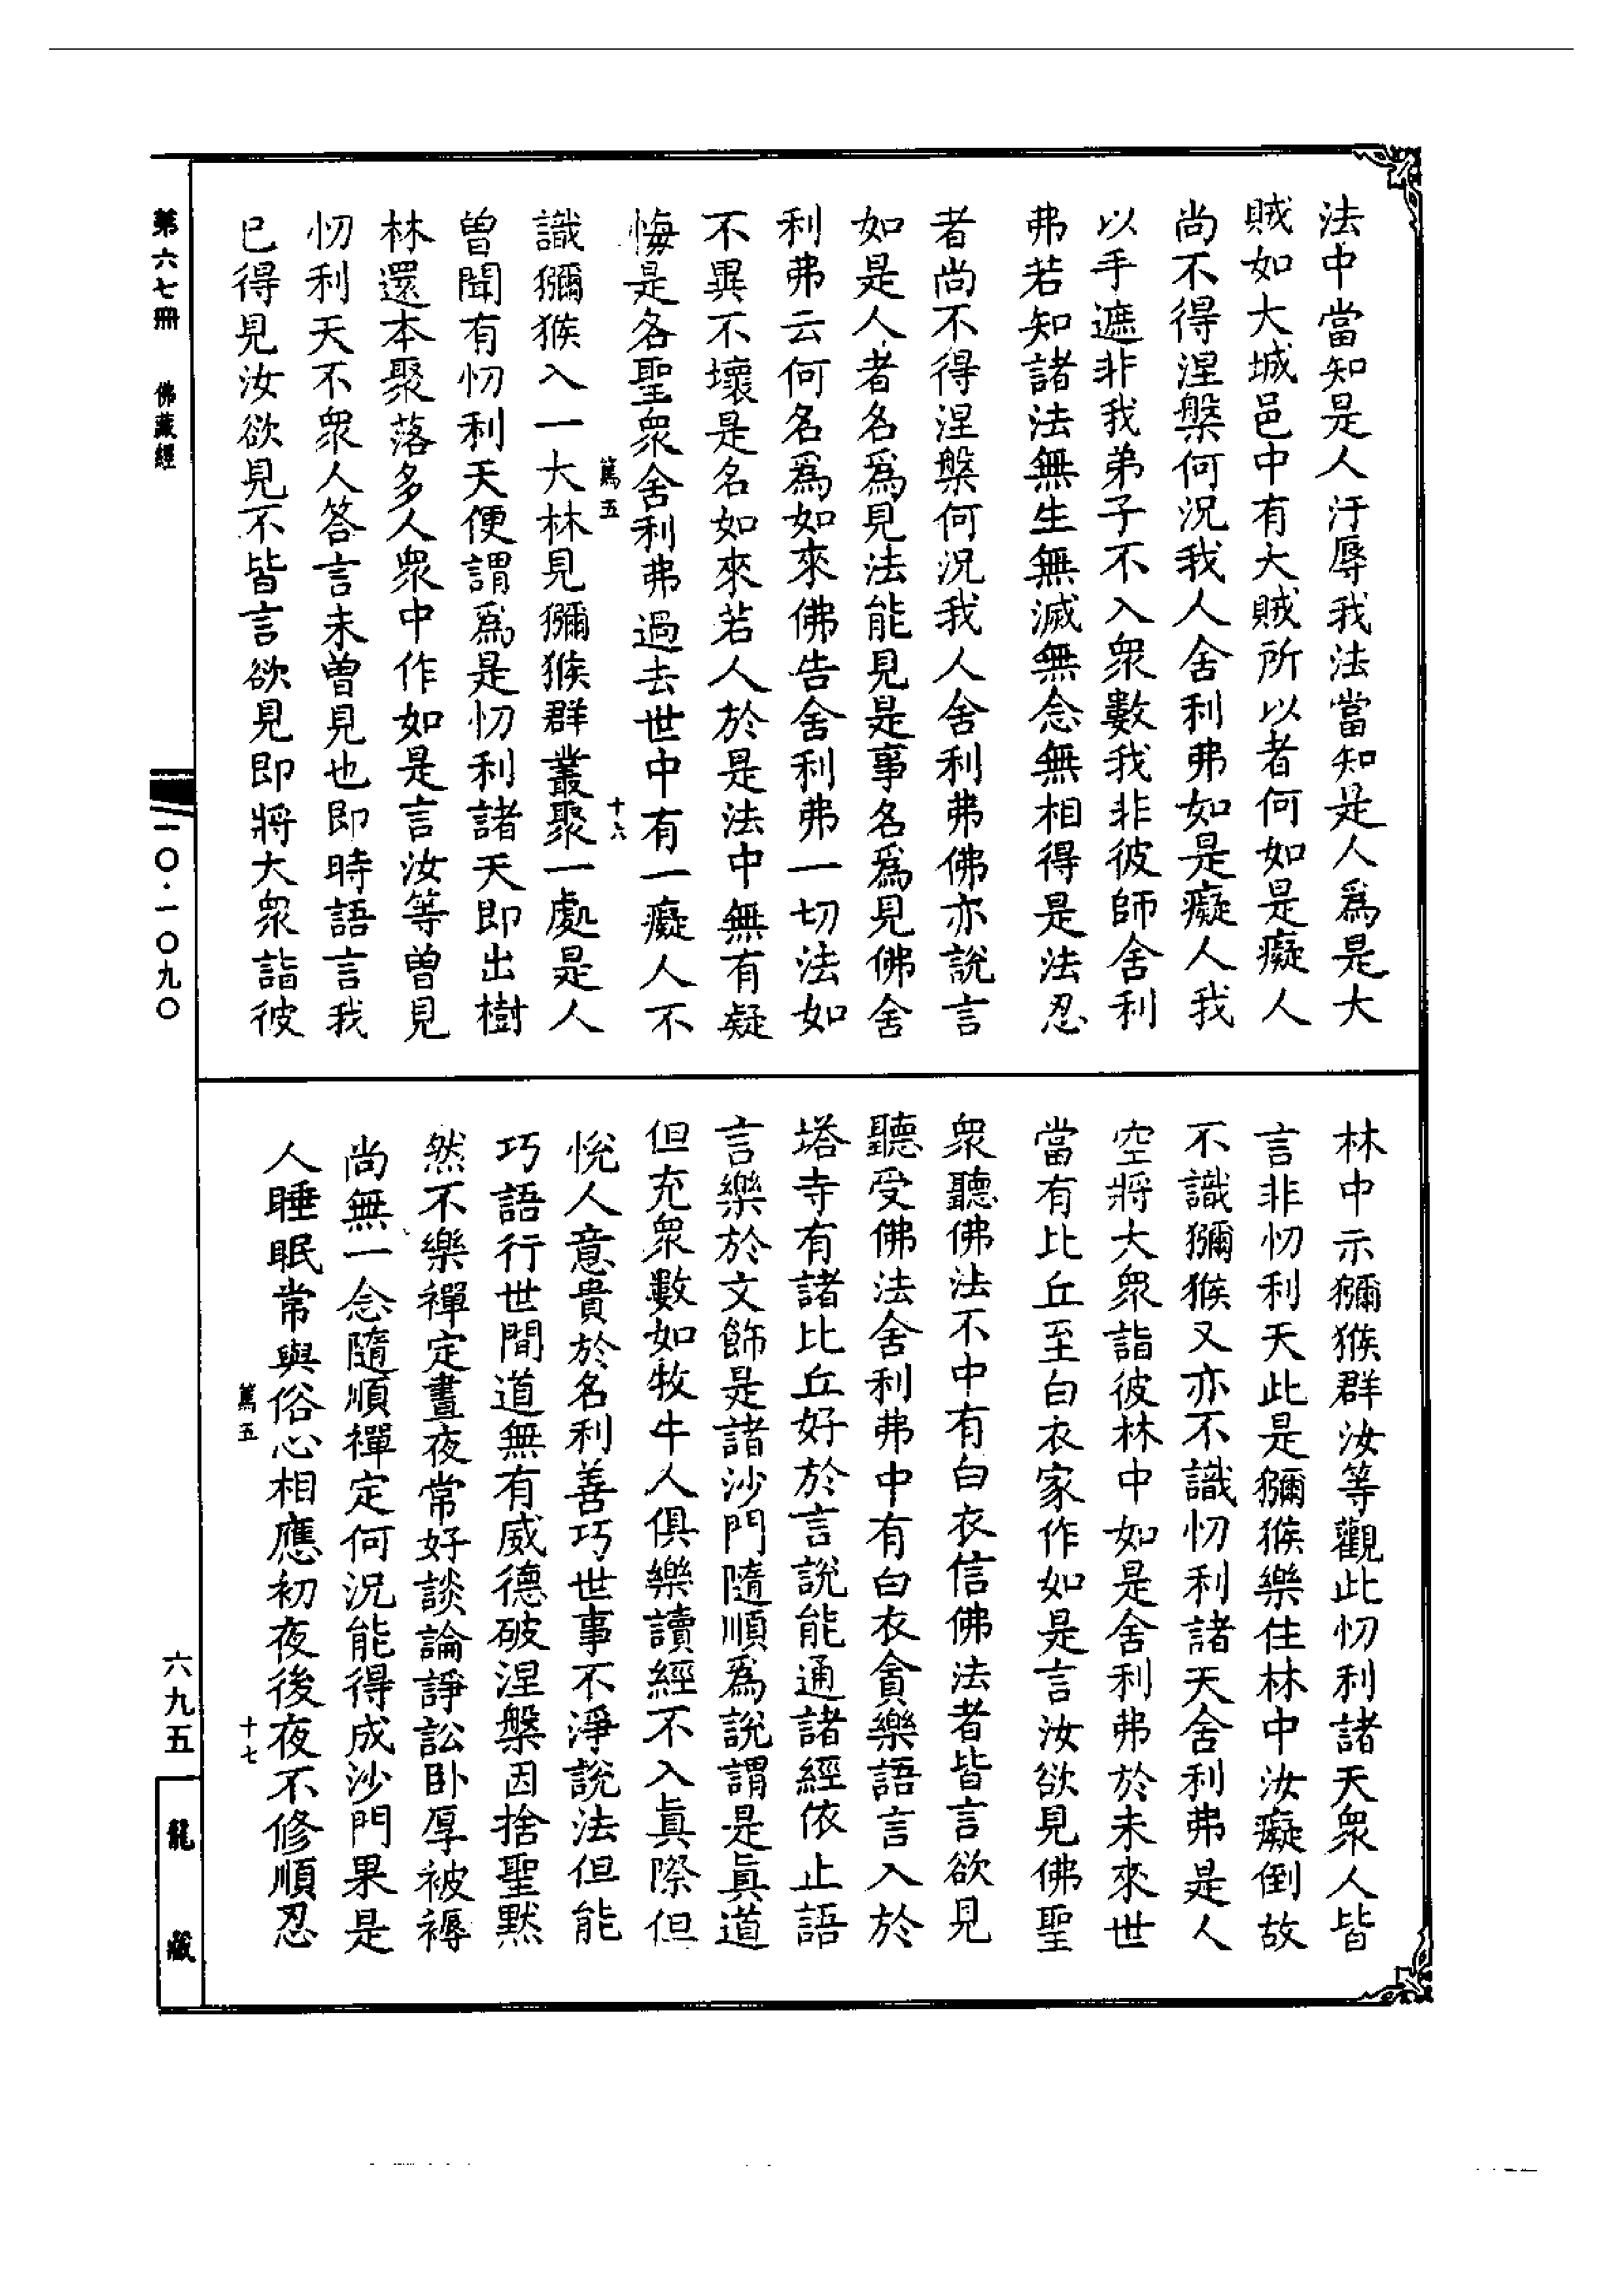 法中當知是人汙辱我法當知是人爲是大
賊如大城邑中有大賊所以者何如是癡人
尚不得涅槃何況我人舍利弗如是癡人我
以手遮非我弟子不入衆數我非彼師舍利
弗若知諸法無生無滅無念無相得是法忍
者尚不得涅槃何況我人舍利弗佛亦說言
如是人者名爲見法能見是事名爲見佛舍
利弗云何名爲如來佛告舍利弗一切法如
不異不壞是名如來若人於是法中無有疑
悔是名聖衆舍利弗過去世中有一癡人不
篤五
十六
識獼猴入一大林見獼猴群叢聚一處是人
曾聞有忉利天便謂爲是忉利諸天即出樹
林還本聚落多人衆中作如是言汝等曾見
忉利天不衆人答言未曾見也即時語言我
已得見汝欲見不皆言欲見即將大衆詣彼
林中示獼猴群汝等觀此忉利諸天衆人皆
言非忉利天此是獼猴樂住林中汝癡倒故
不識獼猴又亦不識忉利諸天舍利弗是人
空將大衆詣彼林中如是舍利弗於未來世
當有比丘至白衣家作如是言汝欲見佛聖
衆聽佛法不中有白衣信佛法者皆言欲見
聽受佛法舍利弗中有白衣貪樂語言入於
塔寺有諸比丘好於言說能通諸經依止語
言樂於文飾是諸沙門隨順爲說謂是眞道
但充衆數如牧牛人俱樂讀經不入眞際但
悅人意貴於名利善巧世事不淨說法但能
巧語行世間道無有威德破涅槃因捨聖默
然不樂禪定晝夜常好談論諍訟臥厚被褥
尚無一念隨順禪定何況能得成沙門果是
人睡眠常與俗心相應初夜後夜不修順忍
篤五
十七
第六七冊 佛藏經
一〇·一〇九〇
六九五
龍藏